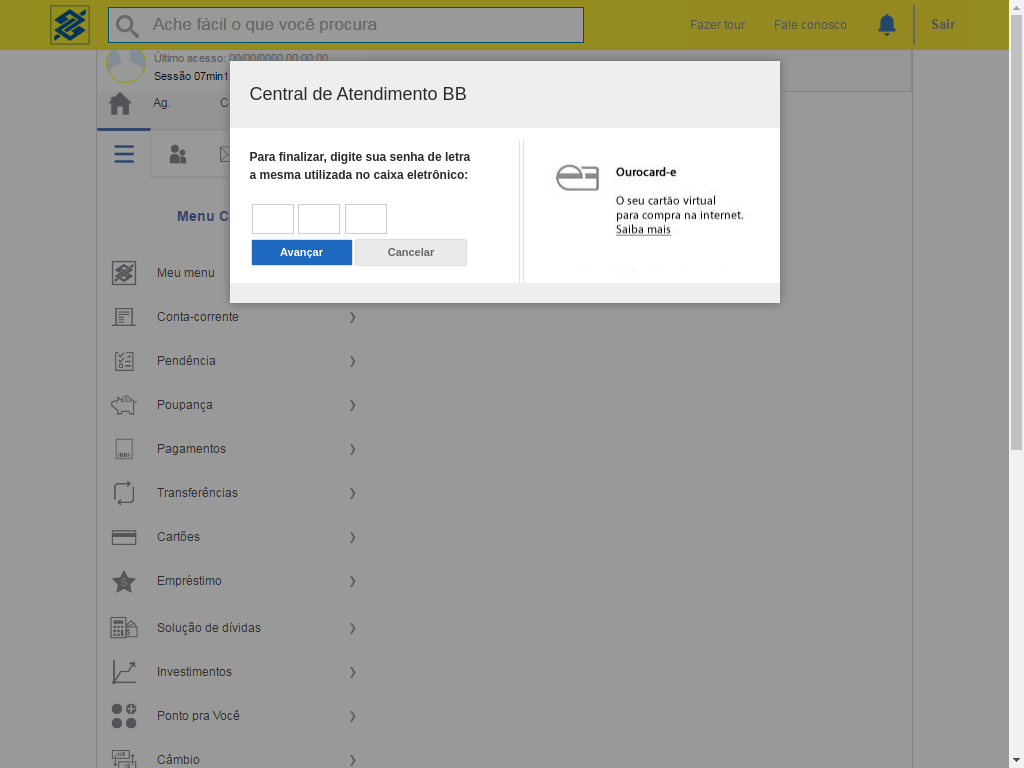 Ache fácil o que você procura
Fazer tour
Fale conosco
Sair
Último acesso: 00/00/0000 00:00:00
Sessão 07min1
Ag.
C
Central de Atendimento BB
Para finalizar, digite sua senha de letra
a mesma utilizada no caixa eletrônico:
Avançar
Cancelar
Ourocard-e
O seu cartão virtual
para compra na internet.
Saiba mais
Menu C
Meu menu
Conta-corrente
Pendência
Poupança
Pagamentos
Transferências
Cartões
Empréstimo
Solução de dívidas
Investimentos
Ponto pra Você
Câmbio